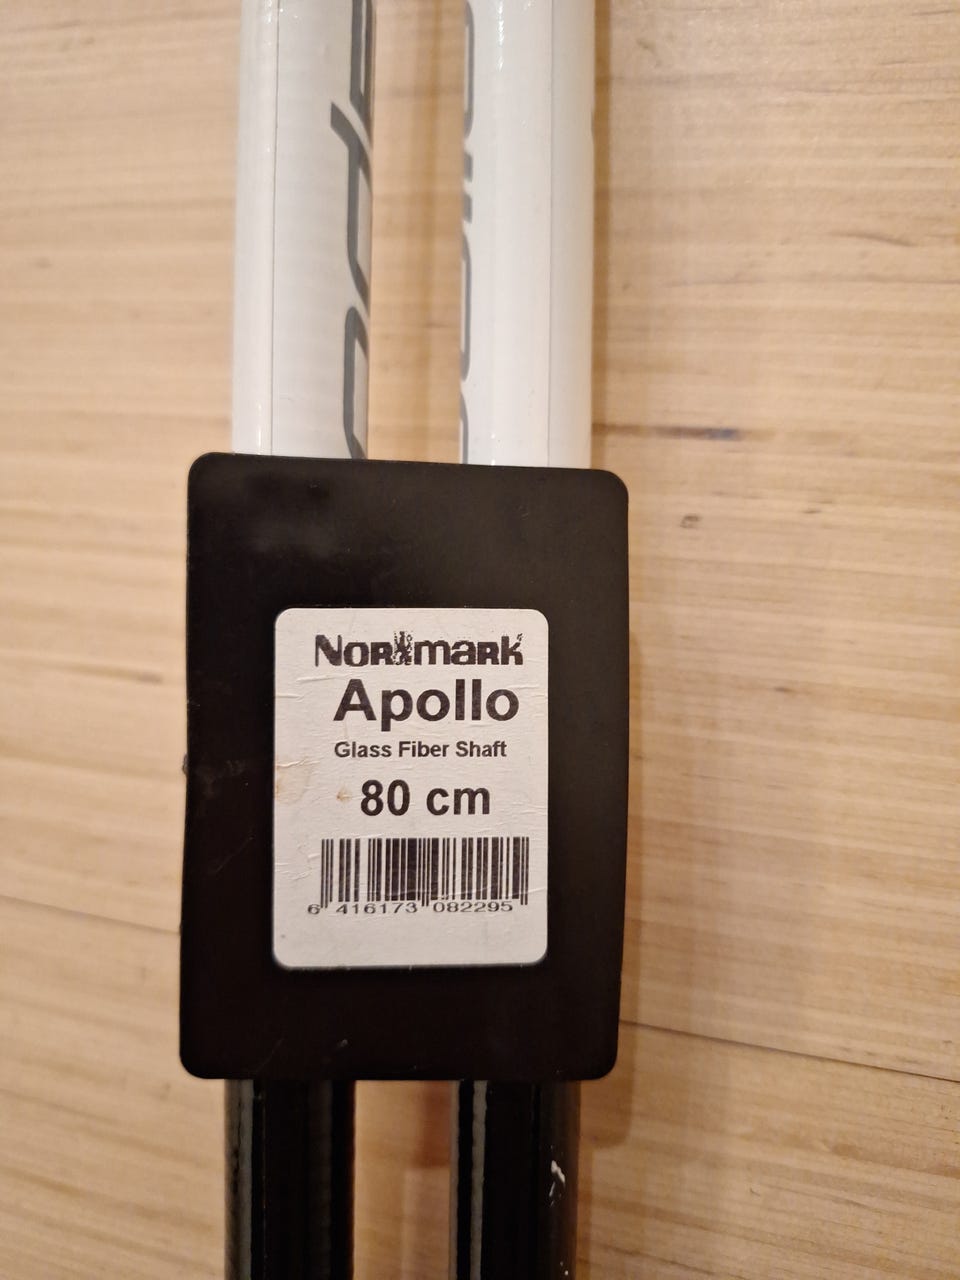 Normark
Apollo
Glass Fiber Shaft
80 cm
6 416173 082295